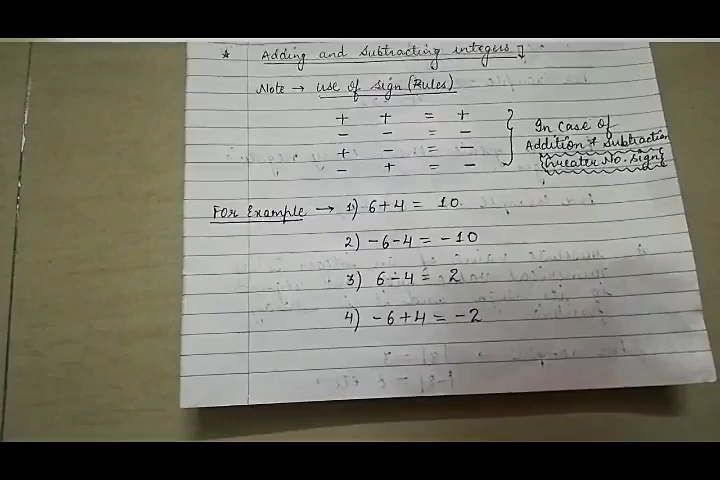 * Adding and Subtracting integers :]
Note → use of sign (Rules)
+ + = +
- - = -
+ - = -
- + = -
In case of
Addition & Subtraction
Greater No. Sign
For Example → 1) 6+4 = 10.
2) -6-4 = -10
3) 6-4 = 2
4) -6+4 = -2